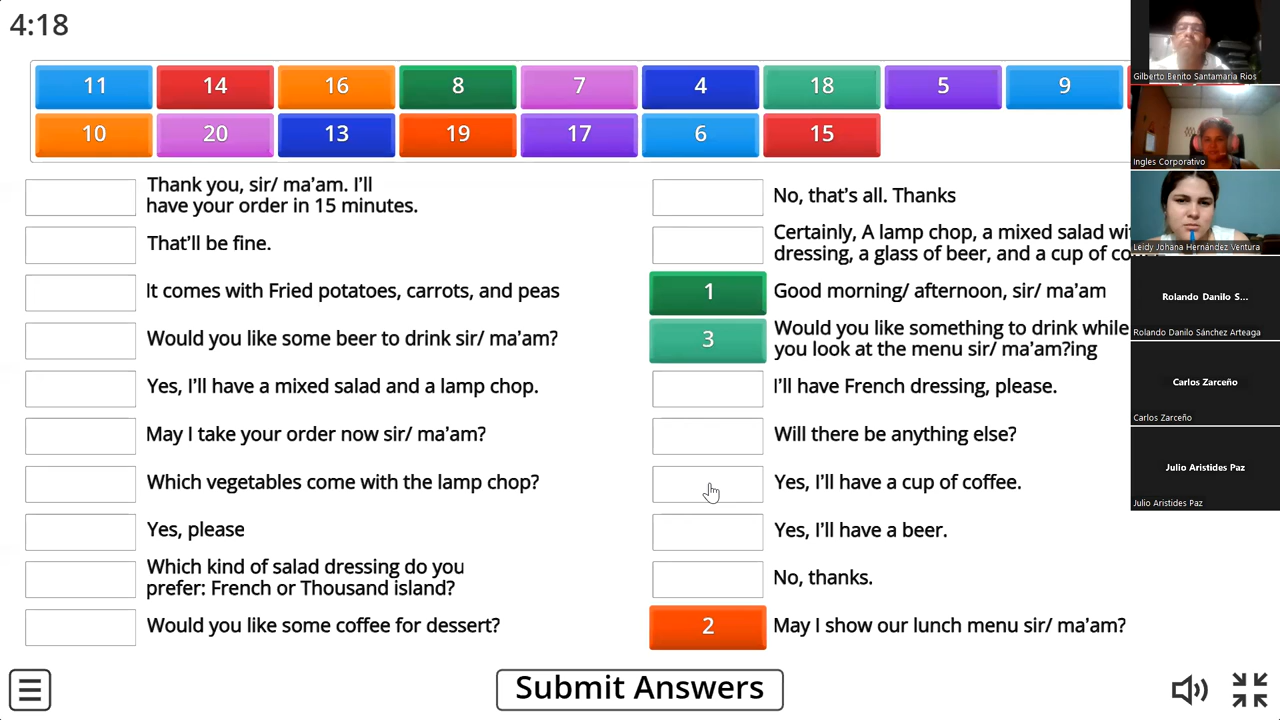 4:18
11 14 16 8 7 4 18 5 9
10 20 13 19 17 6 15
Thank you, sir/ ma'am. I'll
have your order in 15 minutes.
That'll be fine.
It comes with Fried potatoes, carrots, and peas
Would you like some beer to drink sir/ ma'am?
Yes, I'll have a mixed salad and a lamp chop.
May I take your order now sir/ ma'am?
Which vegetables come with the lamp chop?
Yes, please
Which kind of salad dressing do you
prefer: French or Thousand island?
Would you like some coffee for dessert?
No, that's all. Thanks
Certainly, A lamp chop, a mixed salad
dressing, a glass of beer, and a cup of
1 Good morning/ afternoon, sir/ ma'am
3 Would you like something to drink while
you look at the menu sir/ ma'am?ing
I'll have French dressing, please.
Will there be anything else?
Yes, I'll have a cup of coffee.
Yes, I'll have a beer.
No, thanks.
2 May I show our lunch menu sir/ ma'am?
Submit Answers
Gilberto Benito Santamaria Rios
Ingles Corporativo
Leidy Johana Hernández Ventura
Rolando Danilo S...
Rolando Danilo Sánchez Arteaga
Carlos Zarceño
Carlos Zarceño
Julio Aristides Paz
Julio Aristides Paz